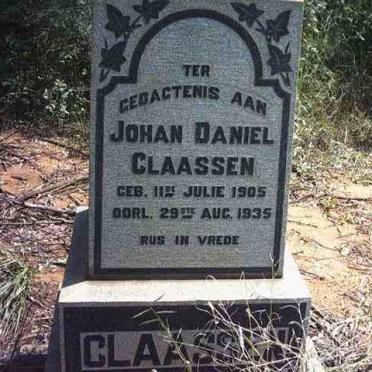 TER
GEDACTENIS AAN
JOHAN DANIEL
CLAASSEN
GEB. 11DE JULIE 1905
OORL. 29STE AUG. 1935
RUS IN VREDE
CLAASSEN